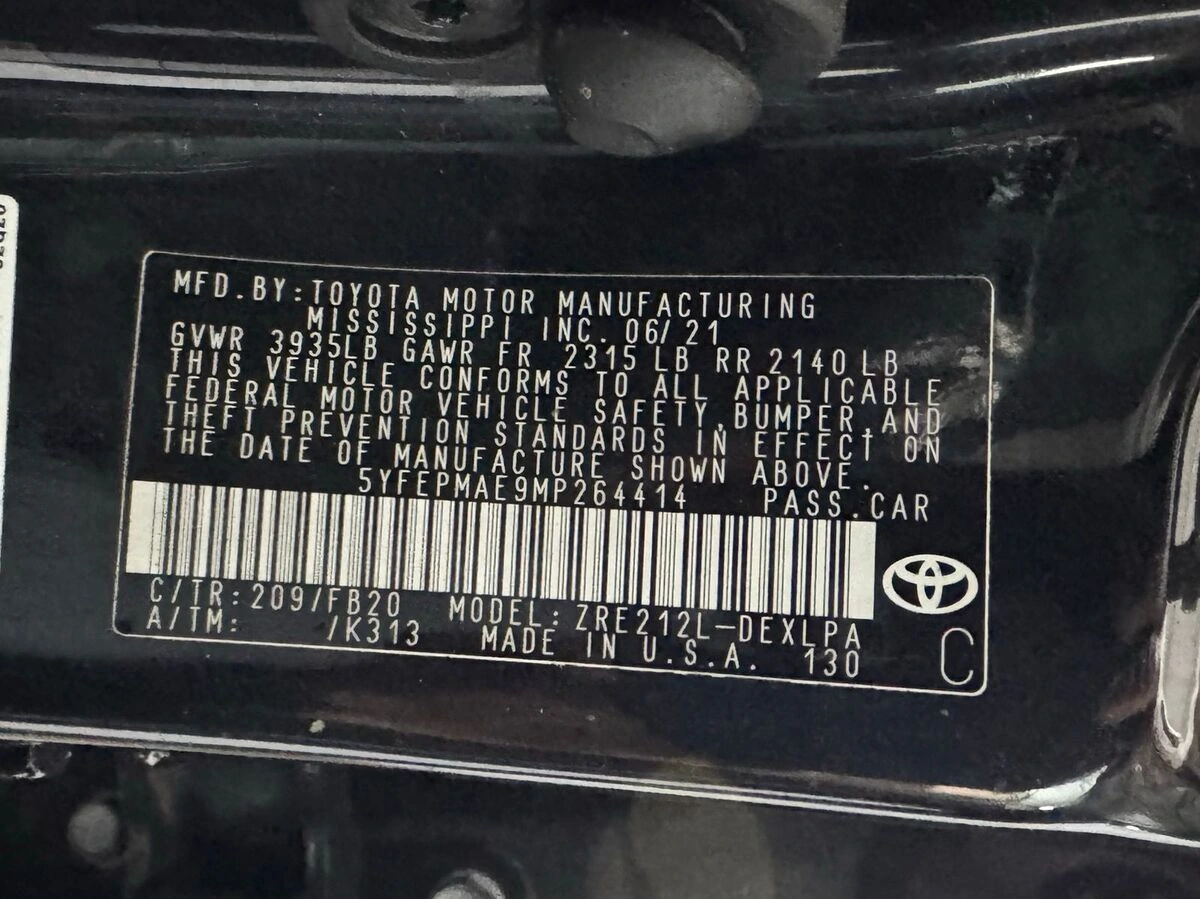 MFD.BY:TOYOTA MOTOR MANUFACTURING
MISSISSIPPI INC. 06/21
GVWR 3935LB GAWR FR 2315 LB RR 2140 LB
THIS VEHICLE CONFORMS TO ALL APPLICABLE
FEDERAL MOTOR VEHICLE SAFETY,BUMPER,AND
THEFT PREVENTION STANDARDS IN EFFECT ON
THE DATE OF MANUFACTURE SHOWN ABOVE.
5YFEPMAE9MP264414 PASS.CAR
C/TR:209/FB20 MODEL:ZRE212L-DEXLPA
A/TM: /K313 MADE IN U.S.A. 130
C